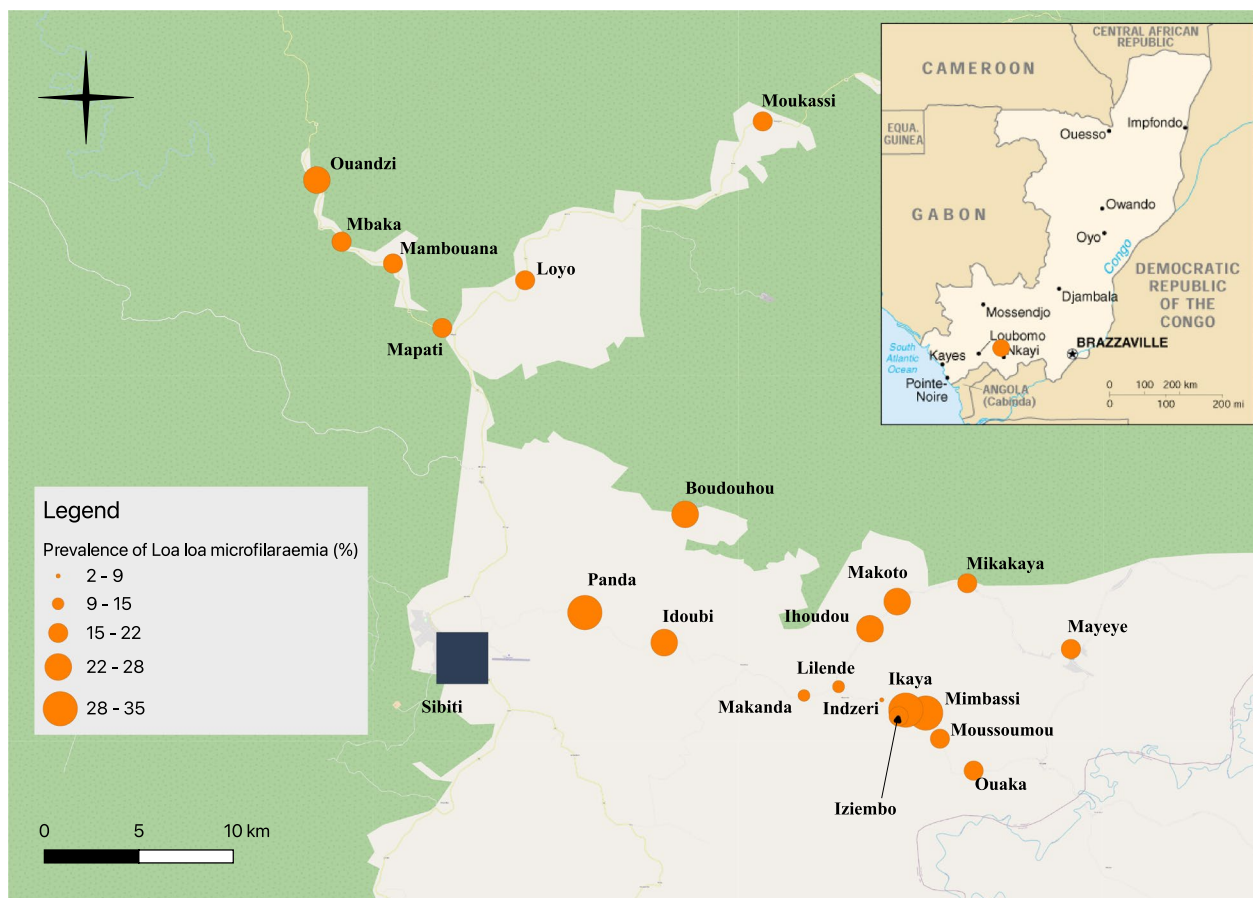 Moukassi
Ouandzi
Mbaka
Mambouana
Loyo
Mapati
Boudouhou
Panda
Idoubi
Makoto
Mikakaya
Ihoudou
Mayeye
Lilende
Ikaya
Makanda
Indzeri
Mimbassi
Moussoumou
Sibiti
Ouaka
Iziembo
CENTRAL AFRICAN
REPUBLIC
CAMEROON
EQUA.
GUINEA
Ouesso
Impfondo
GABON
Owando
Oyo
Congo
DEMOCRATIC
REPUBLIC
OF THE
CONGO
Djambala
Mossendjo
Loubomo
Nkayi
BRAZZAVILLE
South
Atlantic
Ocean
Kayes
Pointe-
Noire
ANGOLA
(Cabinda)
0 100 200 km
0 100 200 mi
Legend
Prevalence of Loa loa microfilaraemia (%)
2 - 9
9 - 15
15 - 22
22 - 28
28 - 35
0 5 10 km